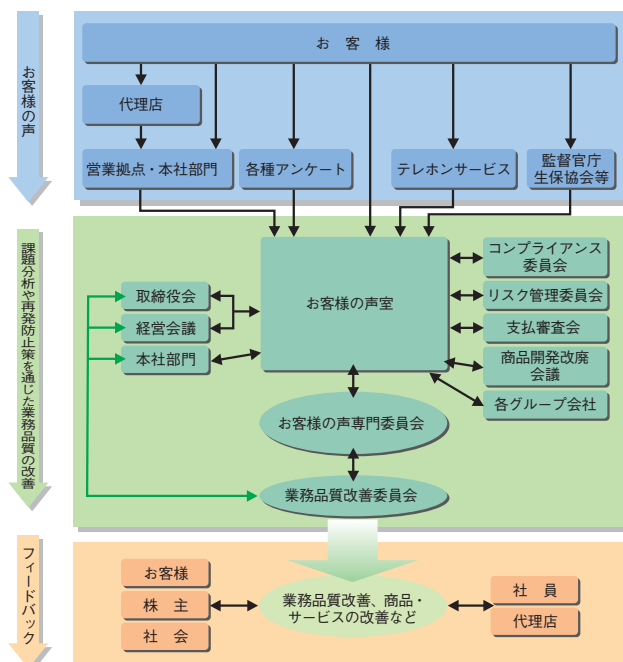 お客様の声
お 客 様
代理店
営業拠点・本社部門
各種アンケート
テレホンサービス
監督官庁
生保協会等
課題分析や再発防止策を通じた業務品質の改善
お客様の声室
取締役会
経営会議
本社部門
コンプライアンス
委員会
リスク管理委員会
支払審査会
商品開発改廃
会議
各グループ会社
お客様の声専門委員会
業務品質改善委員会
フィードバック
お客様
株 主
社 会
業務品質改善、商品・
サービスの改善など
社 員
代理店